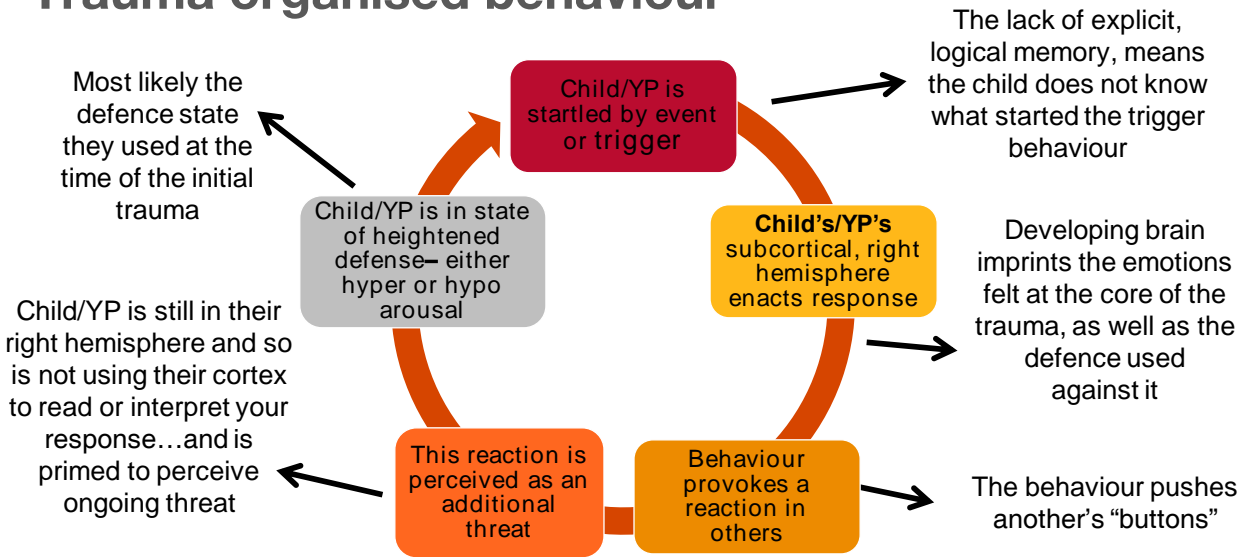 Trauma-organised behaviour
The lack of explicit,
logical memory, means
the child does not know
what started the trigger
behaviour
Most likely the
defence state
they used at the
time of the initial
trauma
Child/YP is
startled by event
or trigger
Child/YP is in state
of heightened
defense– either
hyper or hypo
arousal
Child's/YP's
subcortical, right
hemisphere
enacts response
Developing brain
imprints the emotions
felt at the core of the
trauma, as well as the
defence used
against it
Child/YP is still in their
right hemisphere and so
is not using their cortex
to read or interpret your
response…and is
primed to perceive
ongoing threat
This reaction is
perceived as an
additional
threat
Behaviour
provokes a
reaction in
others
The behaviour pushes
another's “buttons”